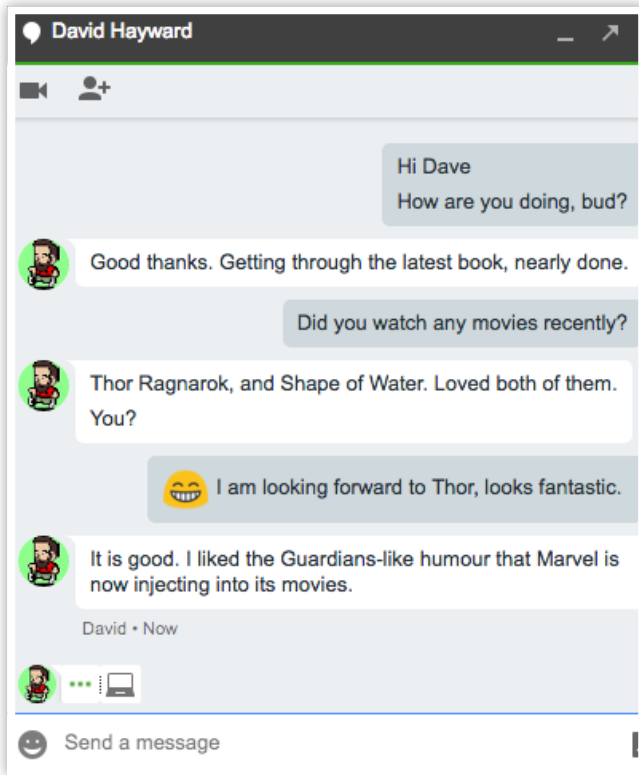 David Hayward
Hi Dave
How are you doing, bud?
Good thanks. Getting through the latest book, nearly done.
Did you watch any movies recently?
Thor Ragnarok, and Shape of Water. Loved both of them.
You?
I am looking forward to Thor, looks fantastic.
It is good. I liked the Guardians-like humour that Marvel is
now injecting into its movies.
David • Now
Send a message